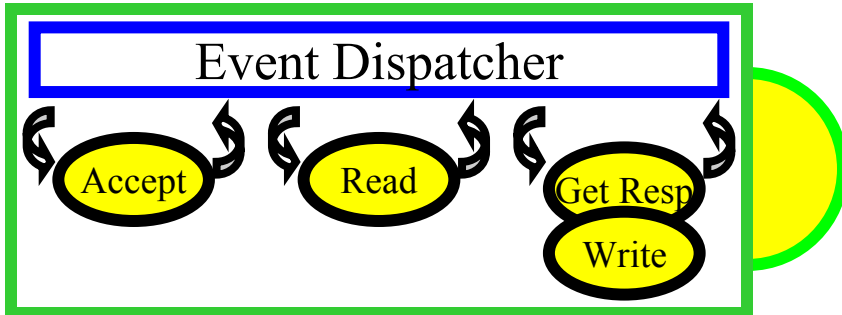 Event Dispatcher
Accept
Read
Get Resp
Write